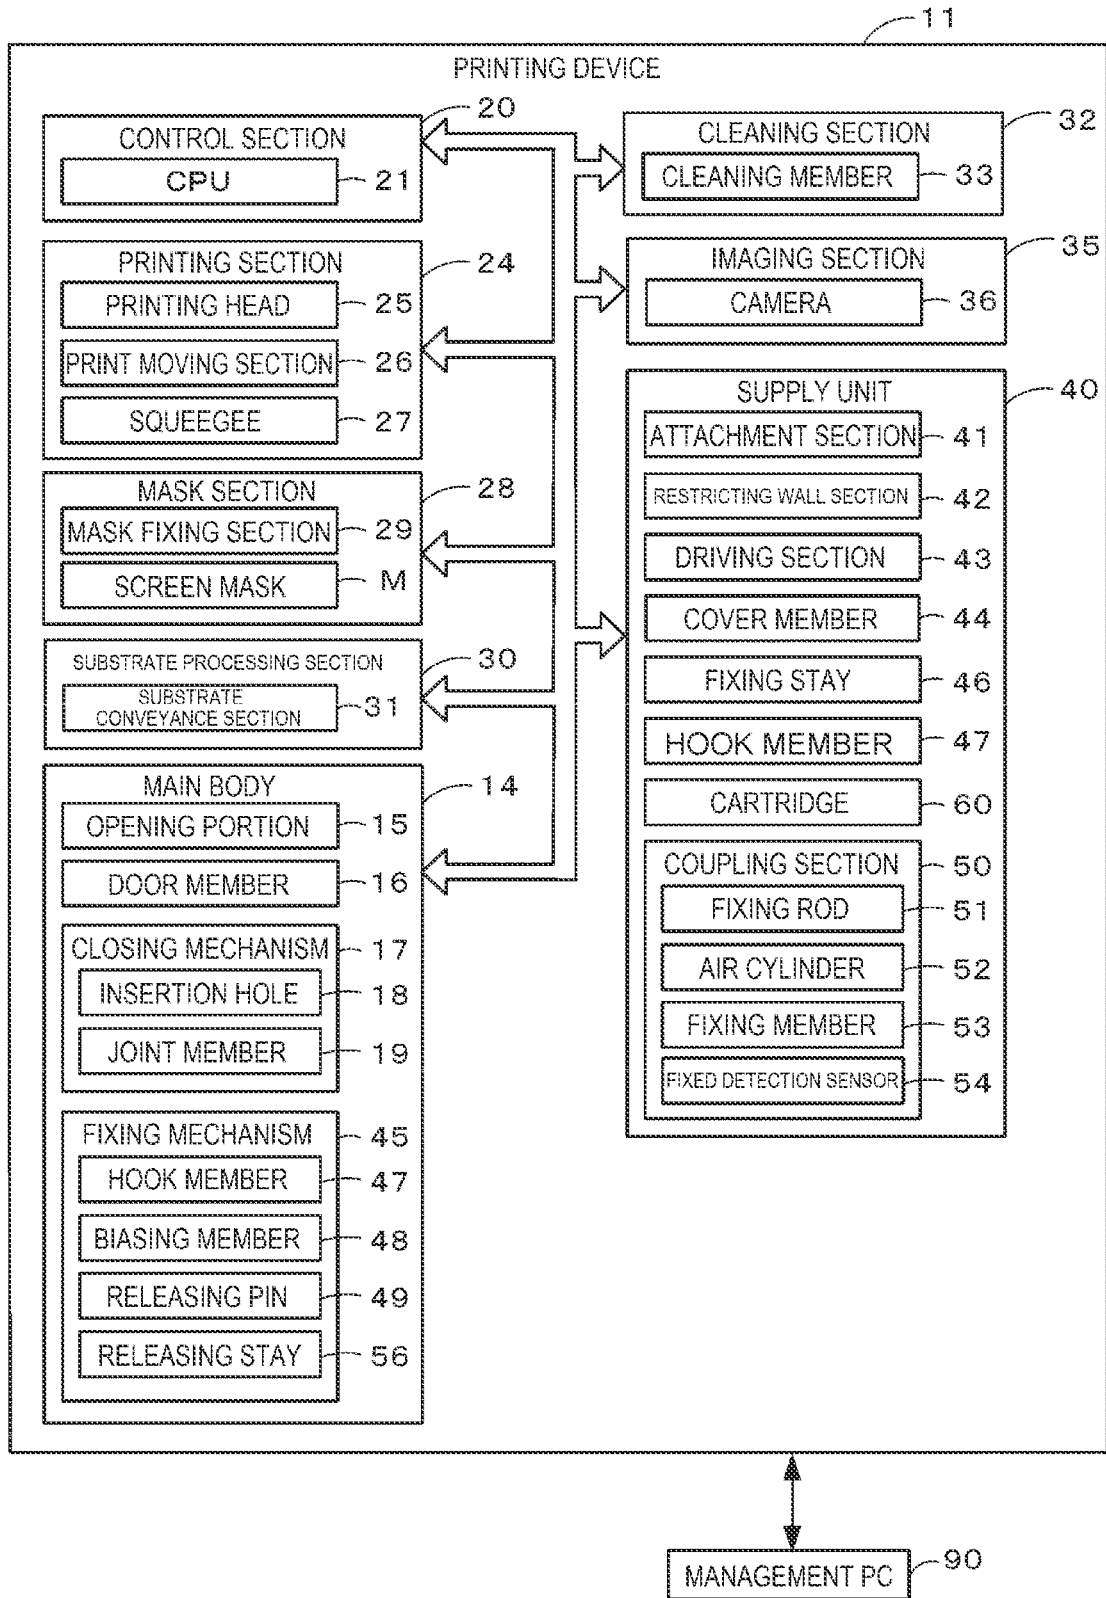 11
PRINTING DEVICE
20
CONTROL SECTION
CPU 21
PRINTING SECTION 24
PRINTING HEAD 25
PRINT MOVING SECTION 26
SQUEEGEE 27
MASK SECTION 28
MASK FIXING SECTION 29
SCREEN MASK M
SUBSTRATE PROCESSING SECTION 30
SUBSTRATE
CONVEYANCE SECTION 31
MAIN BODY 14
OPENING PORTION 15
DOOR MEMBER 16
CLOSING MECHANISM 17
INSERTION HOLE 18
JOINT MEMBER 19
FIXING MECHANISM 45
HOOK MEMBER 47
BIASING MEMBER 48
RELEASING PIN 49
RELEASING STAY 56
CLEANING SECTION 32
CLEANING MEMBER 33
IMAGING SECTION 35
CAMERA 36
SUPPLY UNIT 40
ATTACHMENT SECTION 41
RESTRICTING WALL SECTION 42
DRIVING SECTION 43
COVER MEMBER 44
FIXING STAY 46
HOOK MEMBER 47
CARTRIDGE 60
COUPLING SECTION 50
FIXING ROD 51
AIR CYLINDER 52
FIXING MEMBER 53
FIXED DETECTION SENSOR 54
MANAGEMENT PC 90